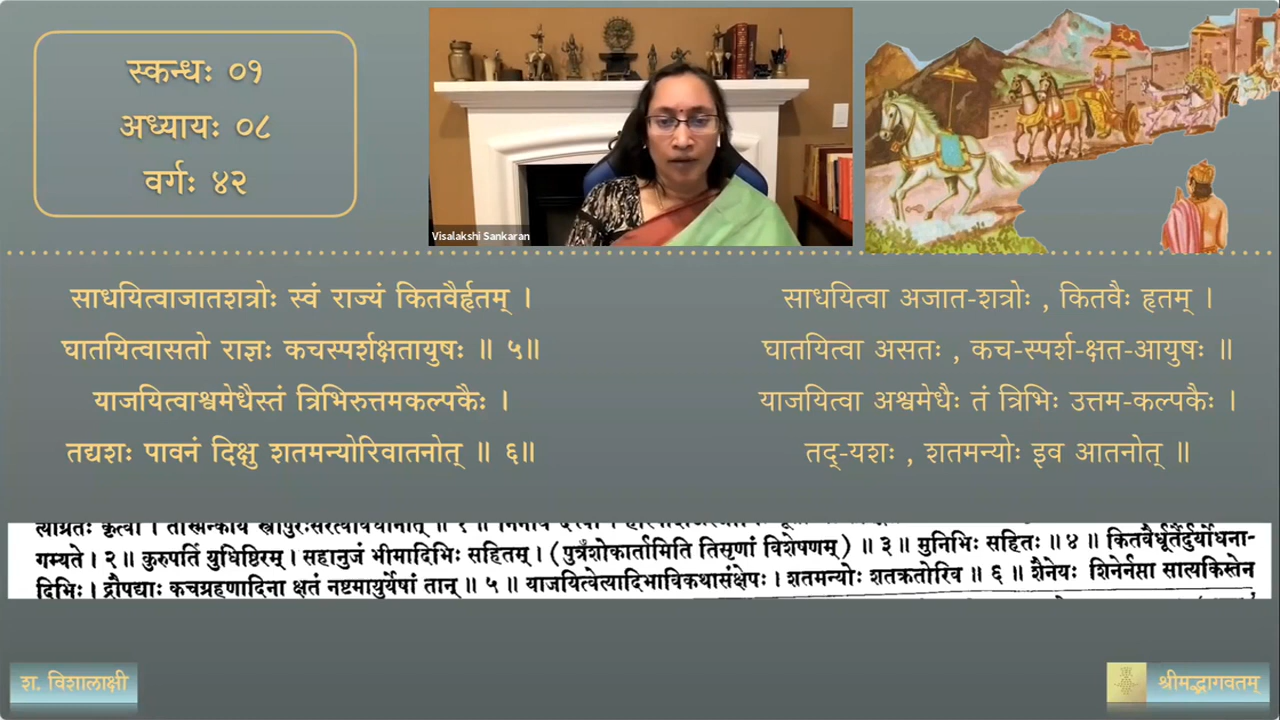 स्कन्धः ०१
अध्यायः ०८
वर्गः ४२
Visalakshi Sankaran
साधयित्वाजातशत्रोः स्वं राज्यं कितवैर्हृतम् ।
घातयित्वासतो राज्ञः कचस्पर्शक्षतायुषः ॥ ५॥
याजयित्वाश्वमेधैस्तं त्रिभिरुत्तमकल्पकैः ।
तद्यशः पावनं दिक्षु शतमन्योरिवातनोत् ॥ ६॥
साधयित्वा अजात-शत्रोः , कितवैः हृतम् ।
घातयित्वा असतः , कच-स्पर्श-क्षत-आयुषः ॥
याजयित्वा अश्वमेधैः तं त्रिभिः उत्तम-कल्पकैः ।
तद्-यशः , शतमन्योः इव आतनोत् ॥
गम्यते । २ ॥ कुरुपतिं युधिष्ठिरम् । सहानुजं भीमादिभिः सहितम् । (पुत्रशोकार्तामिति तिसृणां विशेषणम्) ॥ ३ ॥ मुनिभिः सहितः ॥ ४ ॥ कितवैर्धूर्तैर्दुर्योधना-
दिभिः । द्रौपद्याः कचग्रहणादिना क्षतं नष्टमायुर्येषां तान् ॥ ५ ॥ याजयित्वेत्यादिभाविकथासंक्षेपः । शतमन्योः शतक्रतोरिव ॥ ६ ॥ शैनेयः शिनेर्नप्ता सात्यकिस्तेन
श. विशालाक्षी
श्रीमद्भागवतम्